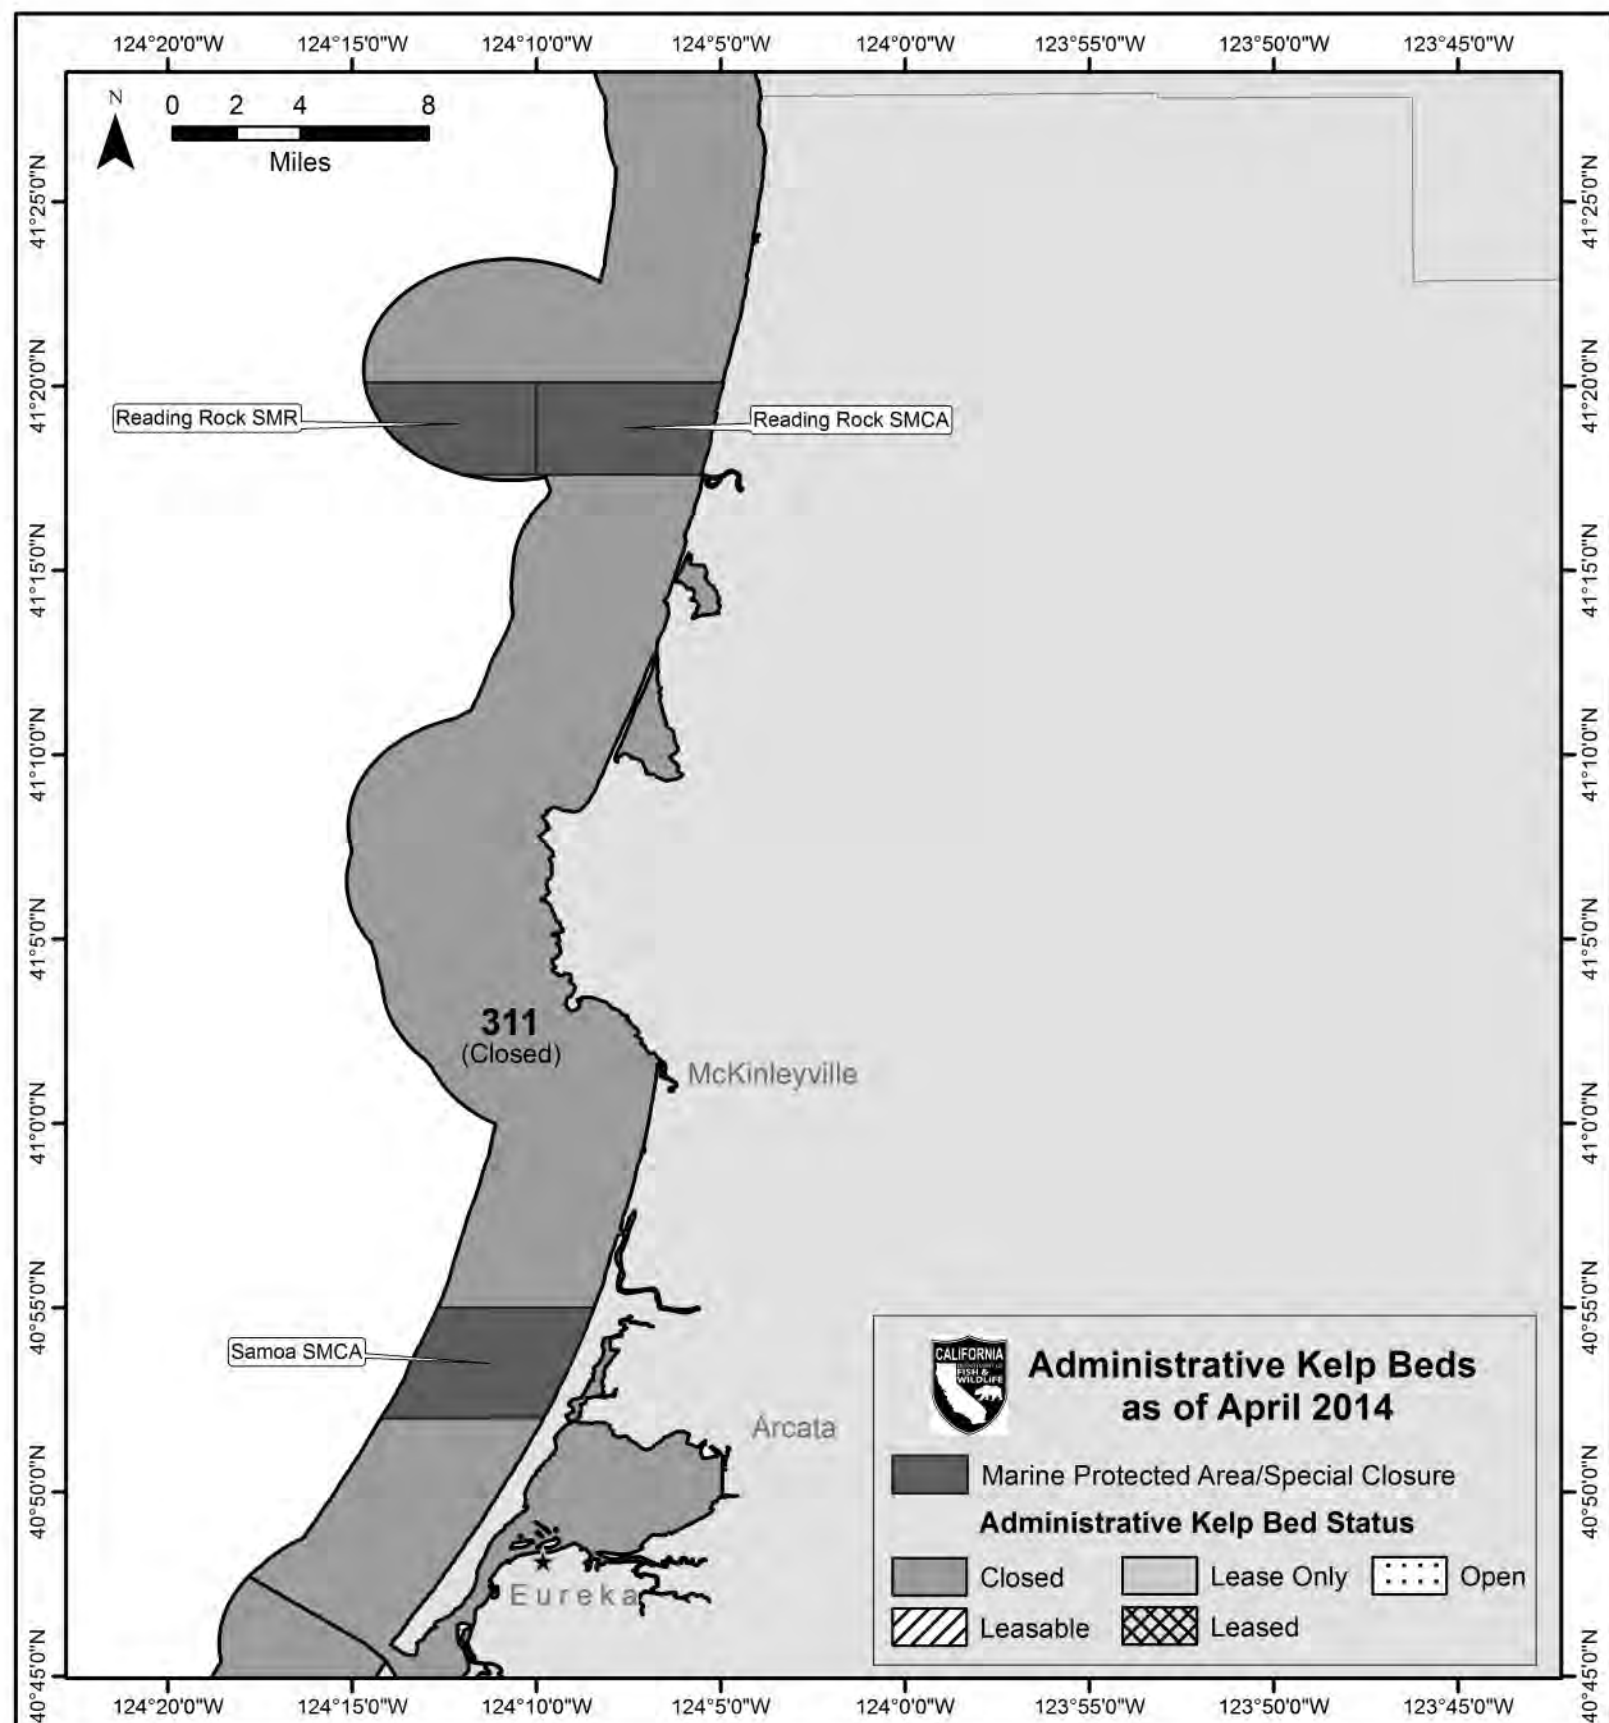 124°20'0"W 124°15'0"W 124°10'0"W 124°5'0"W 124°0'0"W 123°55'0"W 123°50'0"W 123°45'0"W
N
0 2 4 8
Miles
41°25'0"N 41°25'0"N
41°20'0"N 41°20'0"N
Reading Rock SMR
Reading Rock SMCA
41°15'0"N 41°15'0"N
41°10'0"N 41°10'0"N
41°5'0"N 41°5'0"N
311
(Closed)
McKinleyville
41°0'0"N 41°0'0"N
40°55'0"N 40°55'0"N
Samoa SMCA
Arcata
40°50'0"N 40°50'0"N
Eureka
40°45'0"N 40°45'0"N
CALIFORNIA
FISH &
WILDLIFE
Administrative Kelp Beds
as of April 2014
Marine Protected Area/Special Closure
Administrative Kelp Bed Status
Closed Lease Only Open
Leasable Leased
124°20'0"W 124°15'0"W 124°10'0"W 124°5'0"W 124°0'0"W 123°55'0"W 123°50'0"W 123°45'0"W